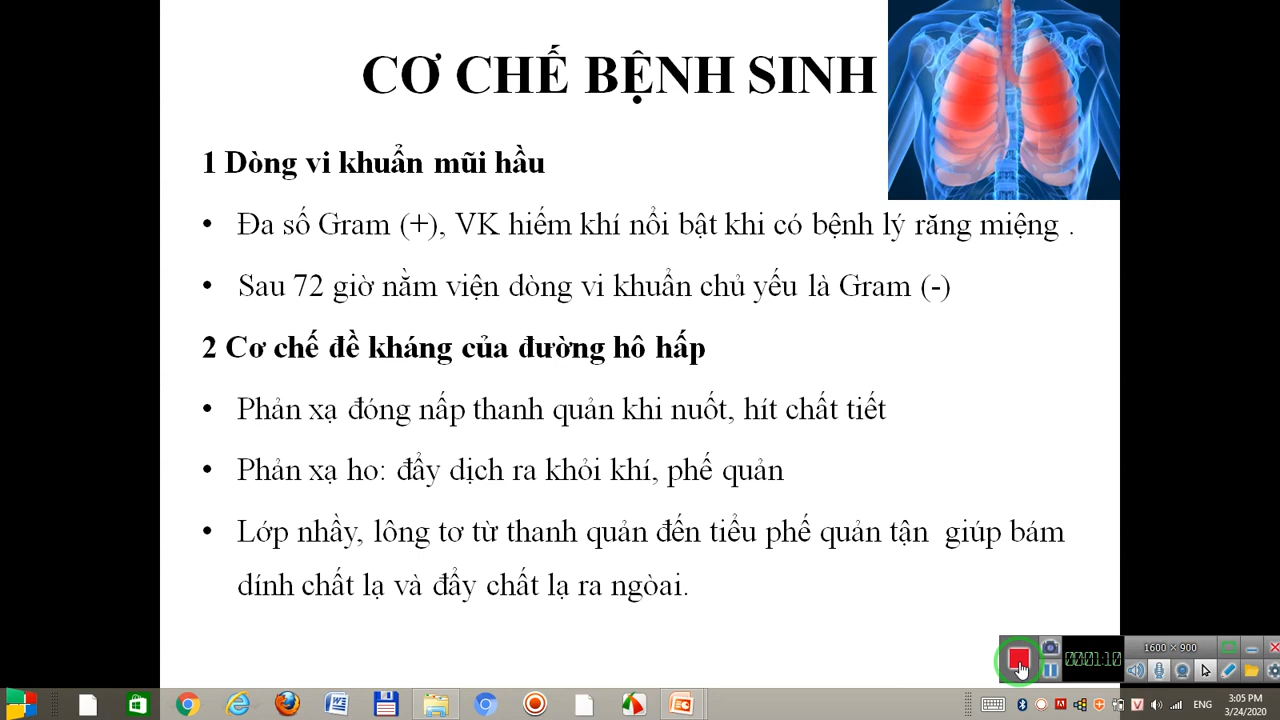 CƠ CHẾ BỆNH SINH
1 Dòng vi khuẩn mũi hầu
• Đa số Gram (+), VK hiếm khí nổi bật khi có bệnh lý răng miệng .
• Sau 72 giờ nằm viện dòng vi khuẩn chủ yếu là Gram (-)
2 Cơ chế đề kháng của đường hô hấp
• Phản xạ đóng nấp thanh quản khi nuốt, hít chất tiết
• Phản xạ ho: đẩy dịch ra khỏi khí, phế quản
• Lớp nhầy, lông tơ từ thanh quản đến tiểu phế quản tận giúp bám
dính chất lạ và đẩy chất lạ ra ngòai.
0001:10
1600 × 900
ENG
3:05 PM
3/24/2020